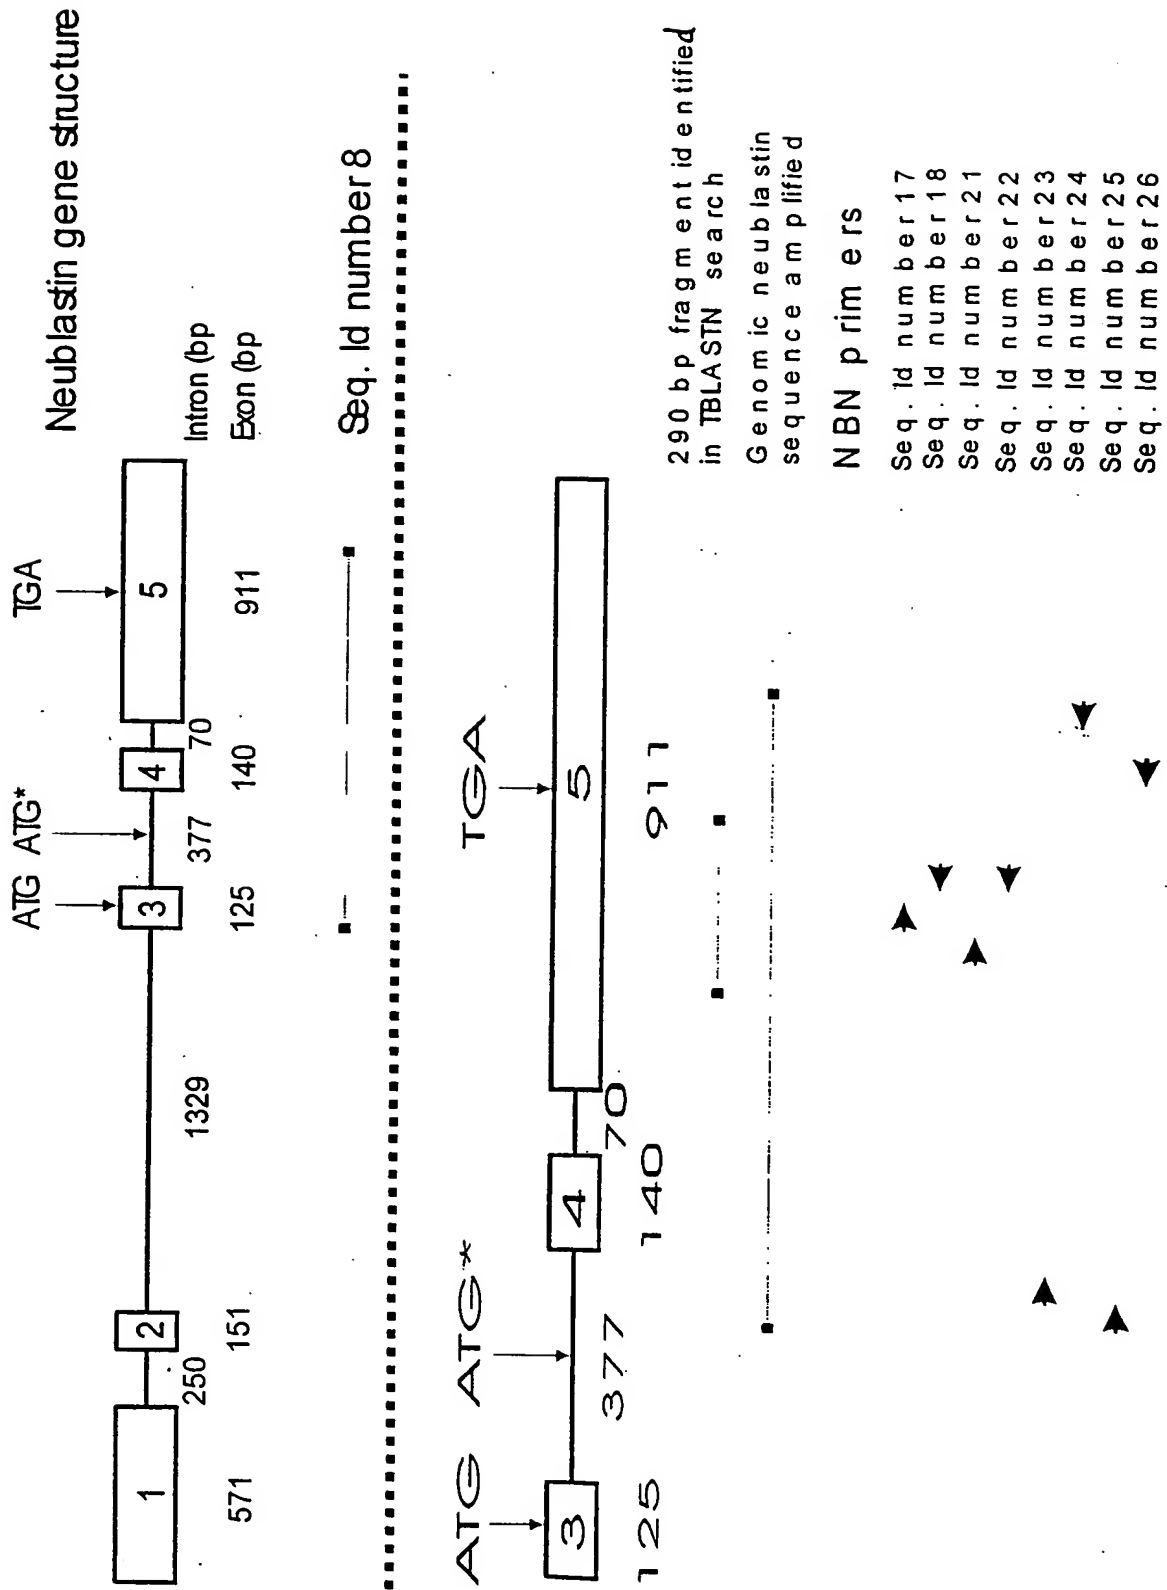 Neublastin gene structure
ATG ATG* TGA
1 2 3 4 5
250 1329 377 70 Intron (bp
571 151 125 140 911 Exon (bp
Seq. Id number 8
ATG ATG* TGA
3 4 5
377 70
125 140 911
290 bp fragment identified
in TBLASTN search
Genomic neublastin
sequence amplified
NBN primers
Seq. Id number 17
Seq. Id number 18
Seq. Id number 21
Seq. Id number 22
Seq. Id number 23
Seq. Id number 24
Seq. Id number 25
Seq. Id number 26